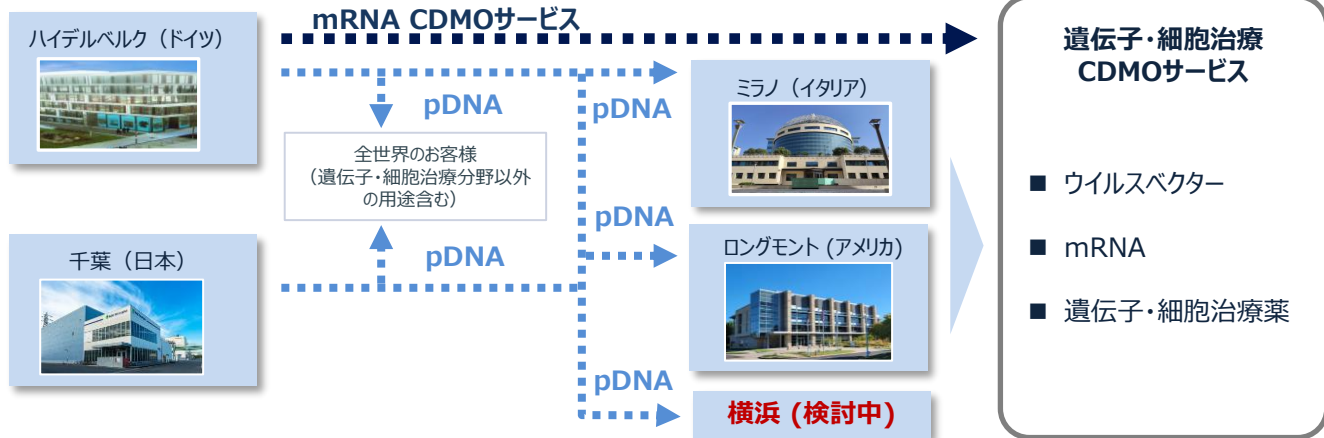 mRNA CDMOサービス
ハイデルベルク（ドイツ）
pDNA
全世界のお客様
（遺伝子・細胞治療分野以外
の用途含む）
pDNA
千葉（日本）
pDNA
ミラノ（イタリア）
pDNA
ロングモント (アメリカ)
pDNA
横浜 (検討中)
遺伝子・細胞治療
CDMOサービス
■ ウイルスベクター
■ mRNA
■ 遺伝子・細胞治療薬